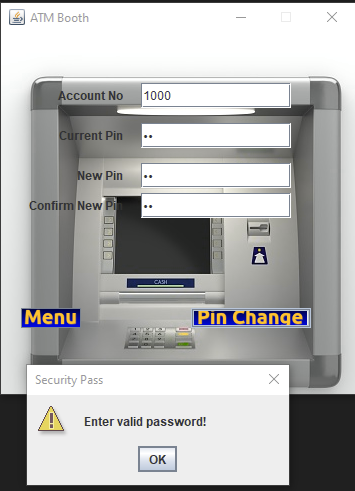 ATM Booth
Account No 1000
Current Pin ••
New Pin ••
Confirm New Pin ••
CASH
Menu Pin Change
Security Pass
Enter valid password!
OK